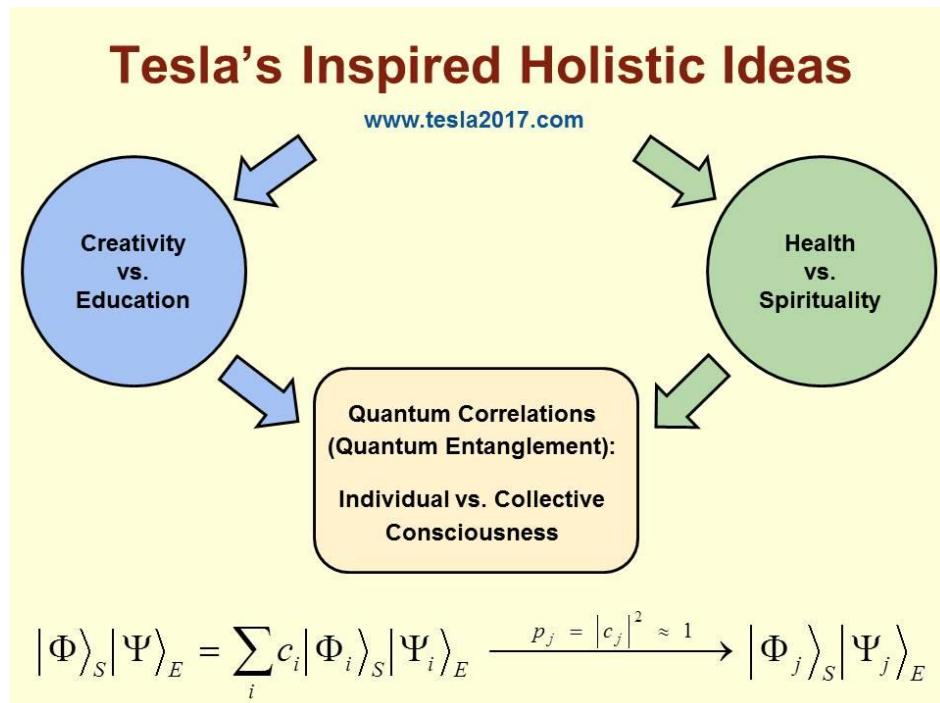 Tesla's Inspired Holistic Ideas
www.tesla2017.com
Creativity
vs.
Education
Health
vs.
Spirituality
Quantum Correlations
(Quantum Entanglement):
Individual vs. Collective
Consciousness
|Φ⟩_S|Ψ⟩_E = ∑_i c_i|Φ_i⟩_S|Ψ_i⟩_E —p_j = |c_j|² ≈ 1→ |Φ_j⟩_S|Ψ_j⟩_E